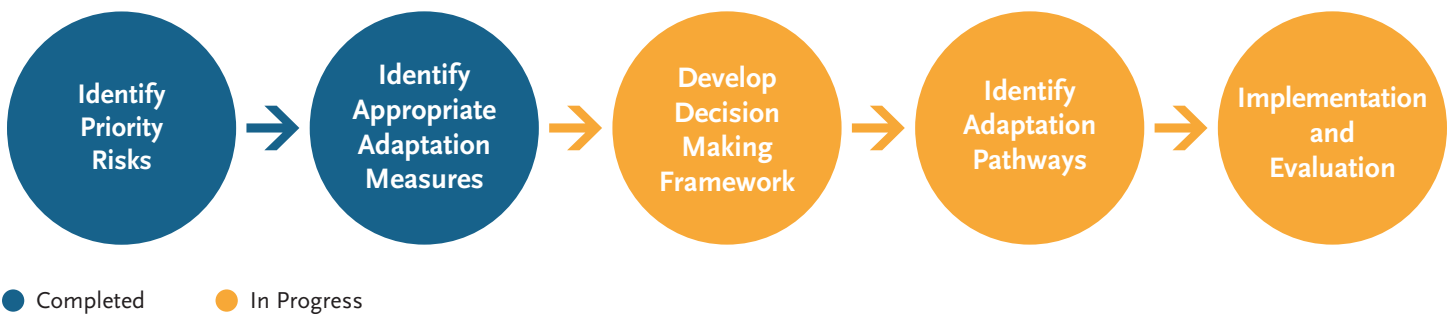 Identify
Priority
Risks
Identify
Appropriate
Adaptation
Measures
Develop
Decision
Making
Framework
Identify
Adaptation
Pathways
Implementation
and
Evaluation
Completed
In Progress